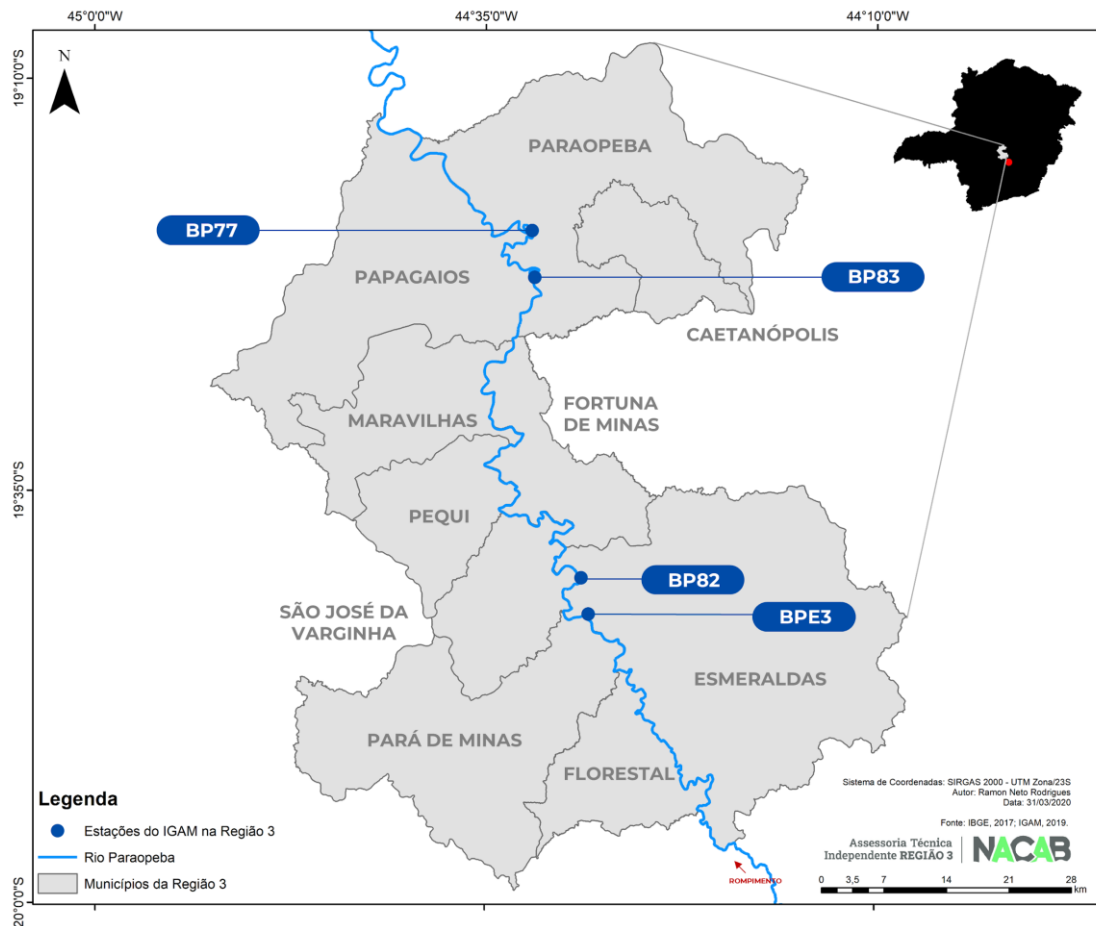 45°0'0"W
44°35'0"W
44°10'0"W
19°10'0"S
19°35'0"S
20°0'0"S
N
PARAOPEBA
BP77
PAPAGAIOS
BP83
CAETANÓPOLIS
FORTUNA
DE MINAS
MARAVILHAS
PEQUI
BP82
SÃO JOSÉ DA
VARGINHA
BPE3
ESMERALDAS
PARÁ DE MINAS
FLORESTAL
ROMPIMENTO
Legenda
Estações do IGAM na Região 3
Rio Paraopeba
Municípios da Região 3
Sistema de Coordenadas: SIRGAS 2000 - UTM Zona/23S
Autor: Ramon Neto Rodrigues
Data: 31/03/2020
Fonte: IBGE, 2017; IGAM, 2019.
Assessoria Técnica
Independente REGIÃO 3
NACAB
0 3,5 7 14 21 28
km